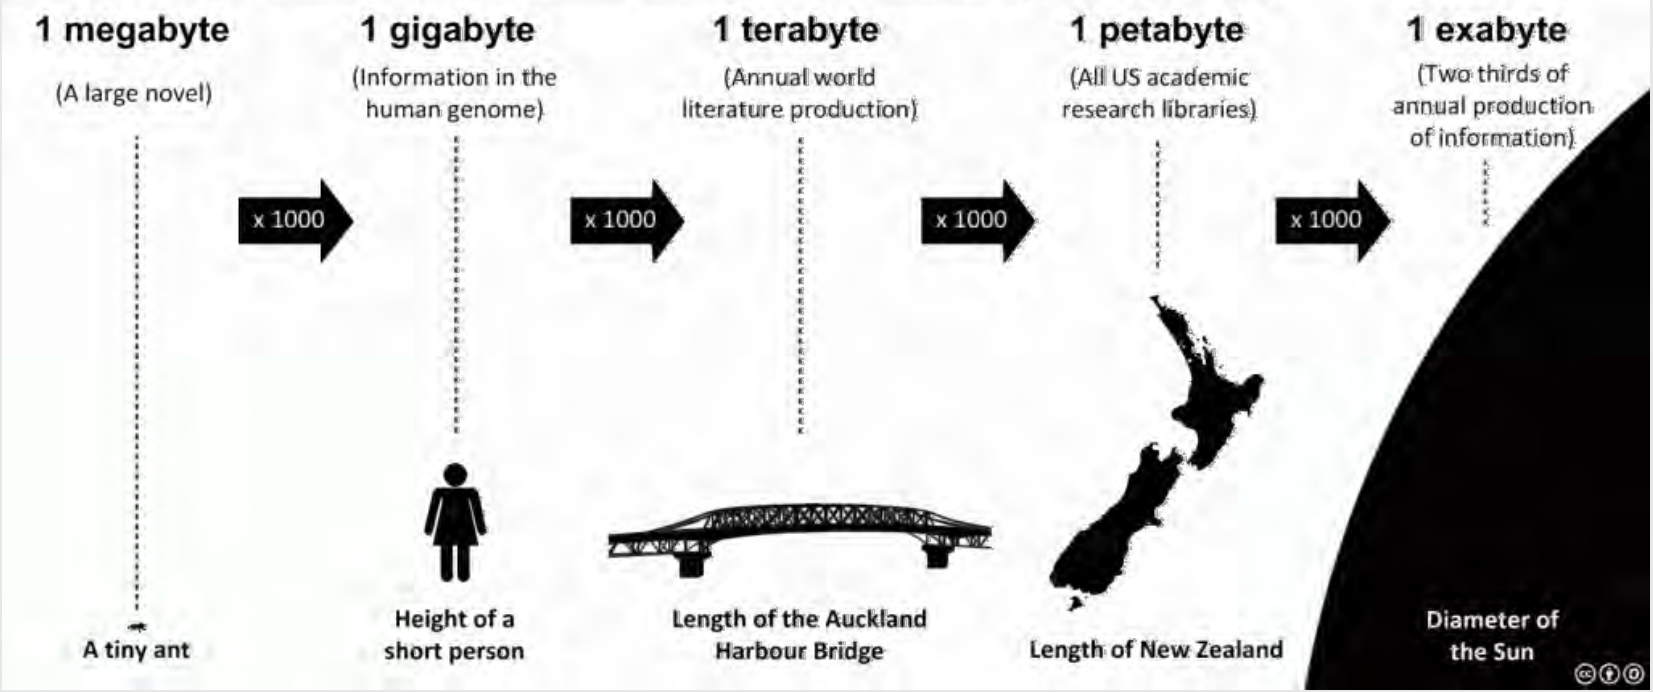 1 megabyte
(A large novel)
x 1000
A tiny ant
1 gigabyte
(Information in the
human genome)
x 1000
Height of a
short person
1 terabyte
(Annual world
literature production)
x 1000
Length of the Auckland
Harbour Bridge
1 petabyte
(All US academic
research libraries)
x 1000
Length of New Zealand
1 exabyte
(Two thirds of
annual production
of information)
Diameter of
the Sun
cc